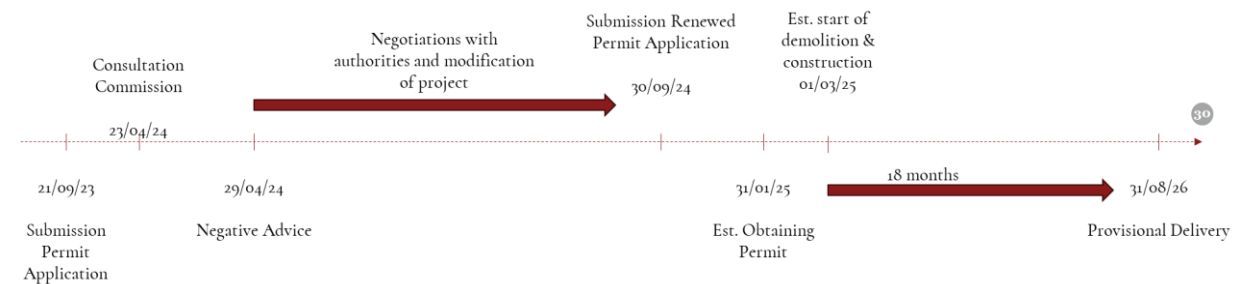 Consultation
Commission
23/04/24
Negotiations with
authorities and modification
of project
Submission Renewed
Permit Application
30/09/24
Est. start of
demolition &
construction
01/03/25
30
21/09/23
Submission
Permit
Application
29/04/24
Negative Advice
31/01/25
Est. Obtaining
Permit
18 months
31/08/26
Provisional Delivery